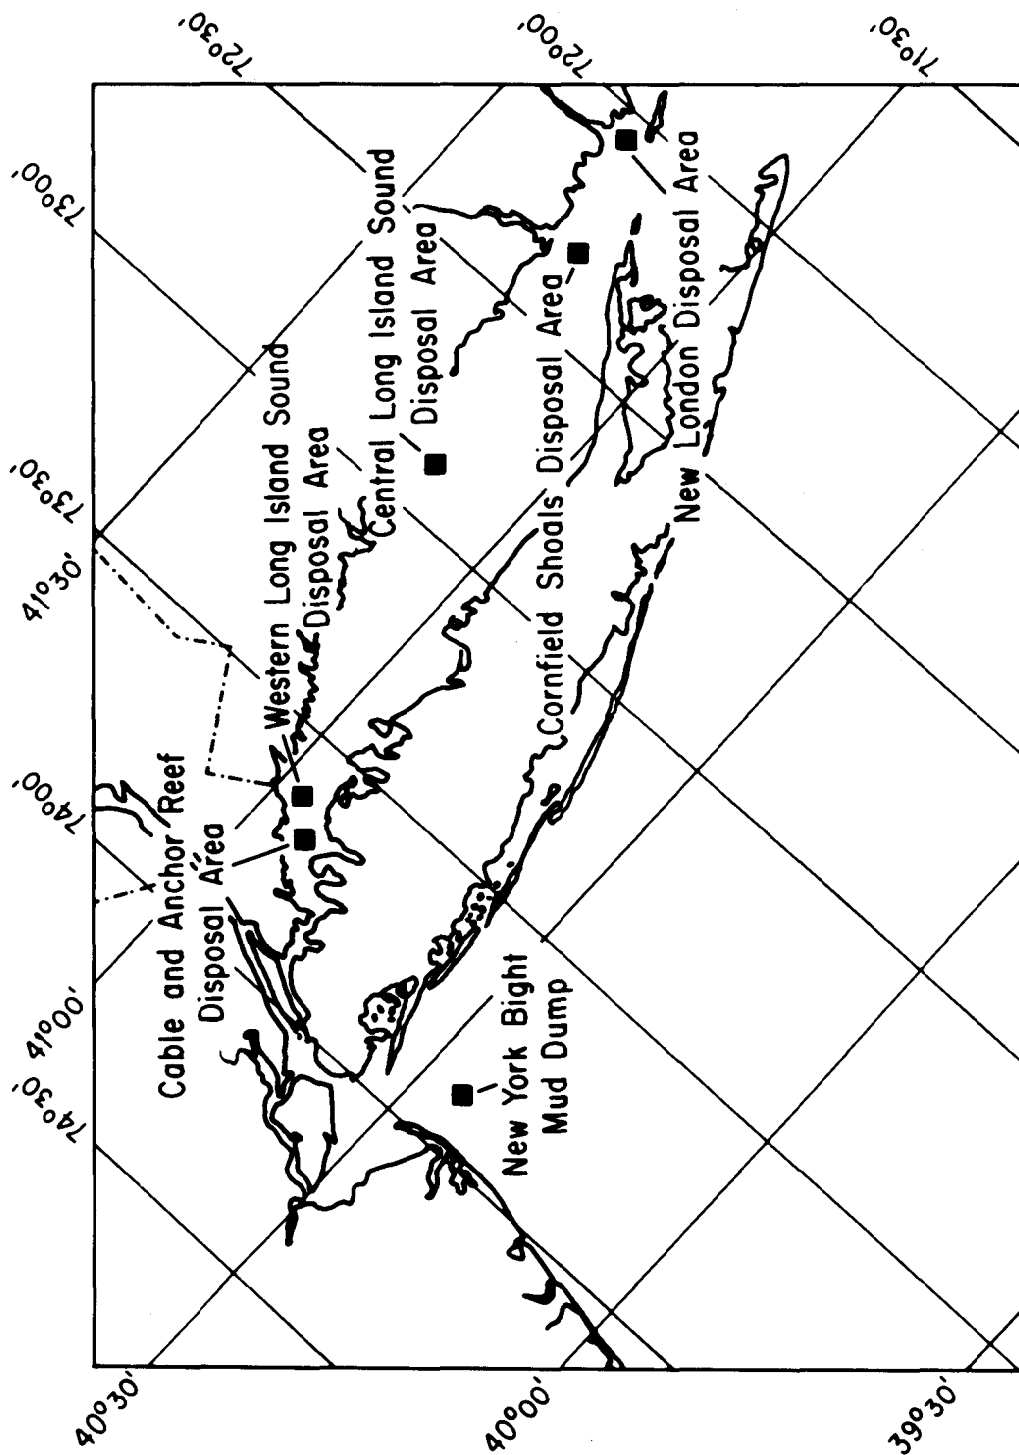 74°30'
74°00'
73°30'
73°00'
72°30'
72°00'
71°30'
41°30'
41°00'
40°30'
40°00'
39°30'
Cable and Anchor Reef
Disposal Area
Western Long Island Sound
Disposal Area
Central Long Island Sound
Disposal Area
Cornfield Shoals Disposal Area
New London Disposal Area
New York Bight
Mud Dump